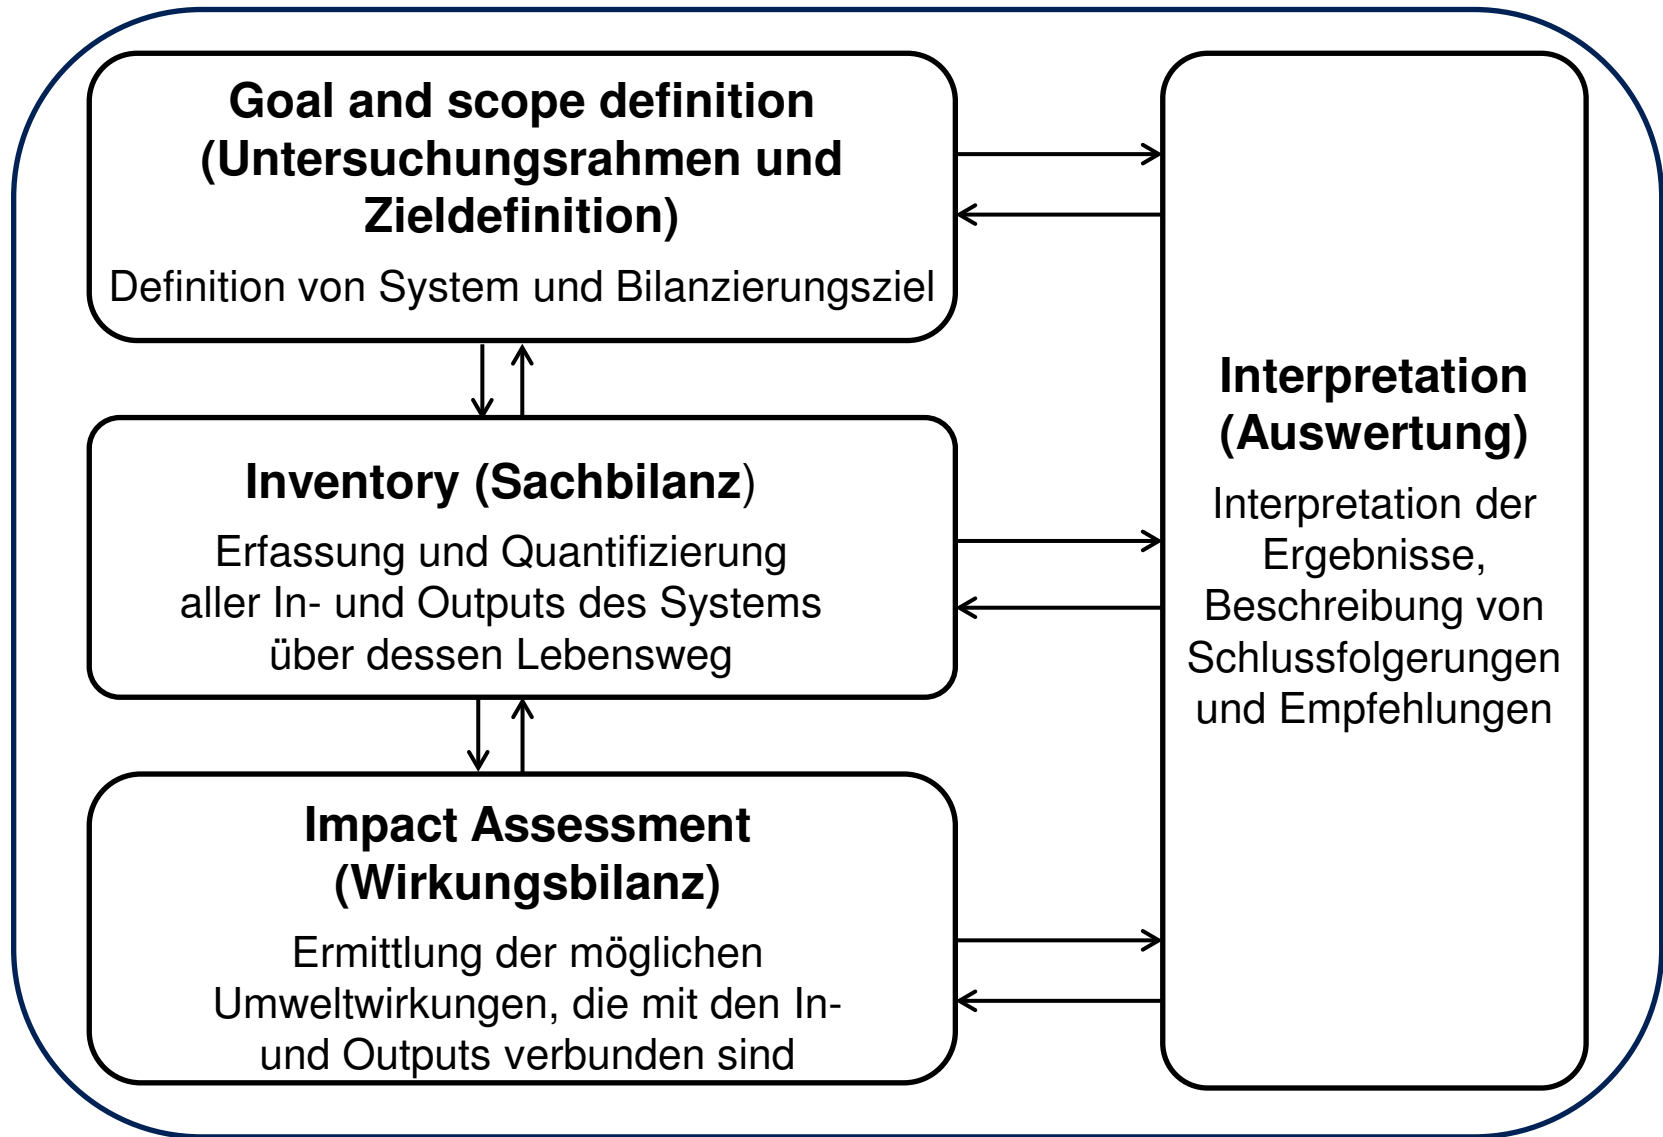 Goal and scope definition
(Untersuchungsrahmen und
Zieldefinition)
Definition von System und Bilanzierungsziel
Inventory (Sachbilanz)
Erfassung und Quantifizierung
aller In- und Outputs des Systems
über dessen Lebensweg
Impact Assessment
(Wirkungsbilanz)
Ermittlung der möglichen
Umweltwirkungen, die mit den In-
und Outputs verbunden sind
Interpretation
(Auswertung)
Interpretation der
Ergebnisse,
Beschreibung von
Schlussfolgerungen
und Empfehlungen